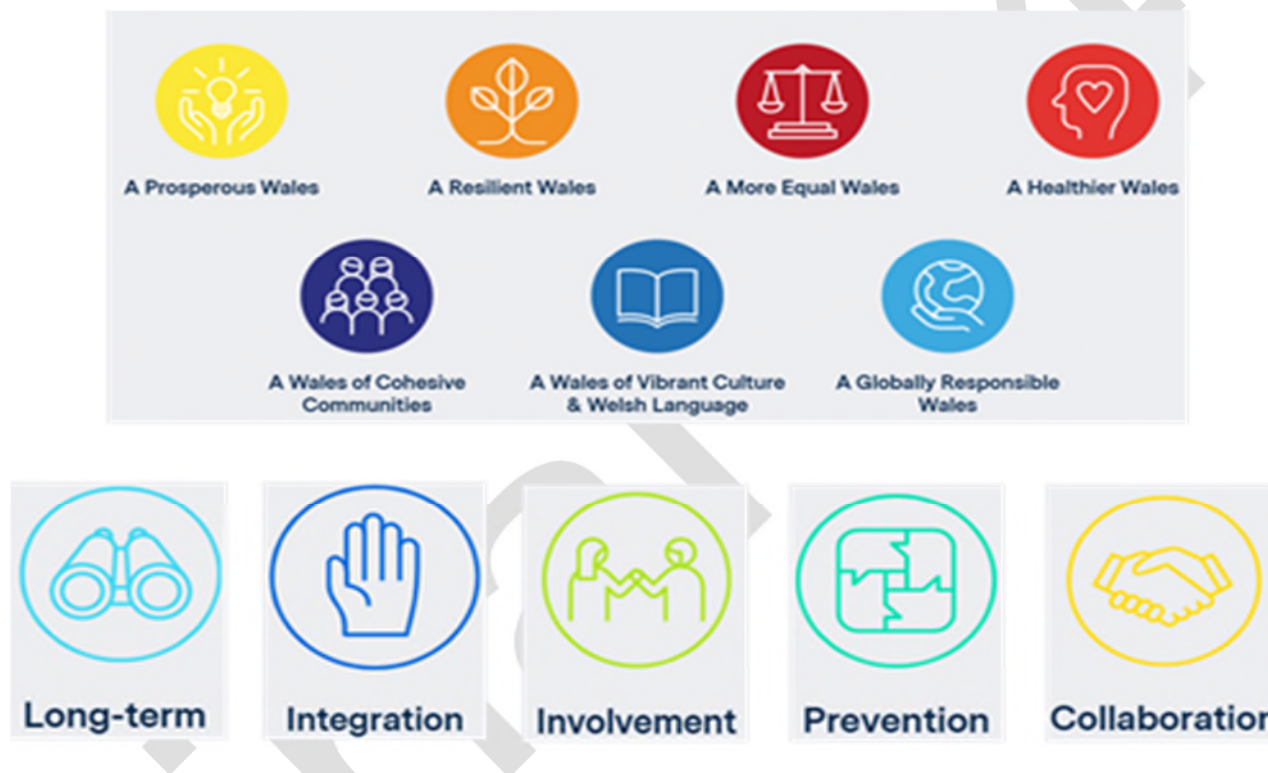 A Prosperous Wales
A Resilient Wales
A More Equal Wales
A Healthier Wales
A Wales of Cohesive
Communities
A Wales of Vibrant Culture
& Welsh Language
A Globally Responsible
Wales
Long-term
Integration
Involvement
Prevention
Collaboration